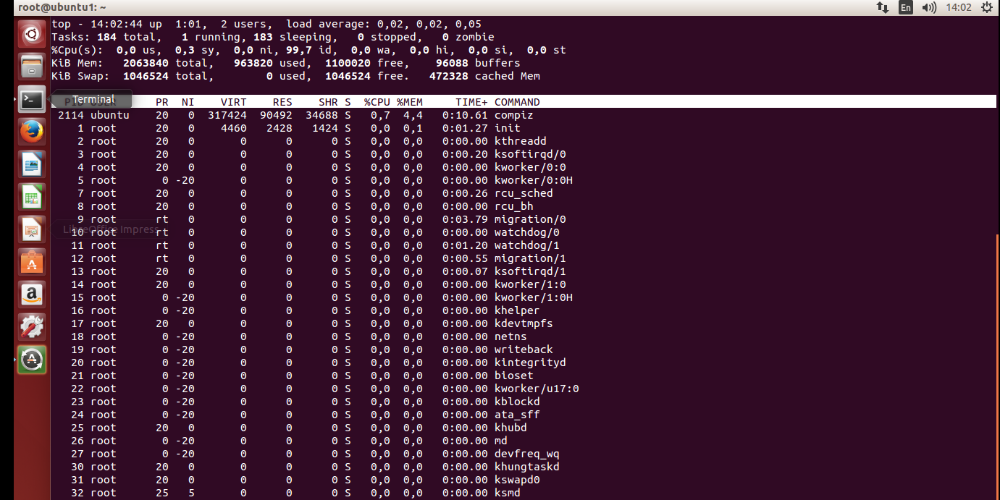 root@ubuntu1: ~ En 14:02
top - 14:02:44 up  1:01,  2 users,  load average: 0,02, 0,02, 0,05
Tasks: 184 total,   1 running, 183 sleeping,   0 stopped,   0 zombie
%Cpu(s):  0,0 us,  0,3 sy,  0,0 ni, 99,7 id,  0,0 wa,  0,0 hi,  0,0 si,  0,0 st
KiB Mem:   2063840 total,   963820 used,  1100020 free,    96088 buffers
KiB Swap:  1046524 total,        0 used,  1046524 free.   472328 cached Mem
Terminal
PID USER      PR  NI    VIRT    RES    SHR S  %CPU %MEM     TIME+ COMMAND
2114 ubuntu    20   0  317424  90492  34688 S   0,7  4,4   0:10.61 compiz
1 root      20   0    4460   2428   1424 S   0,0  0,1   0:01.27 init
2 root      20   0       0      0      0 S   0,0  0,0   0:00.00 kthreadd
3 root      20   0       0      0      0 S   0,0  0,0   0:00.20 ksoftirqd/0
4 root      20   0       0      0      0 S   0,0  0,0   0:00.00 kworker/0:0
5 root       0 -20       0      0      0 S   0,0  0,0   0:00.00 kworker/0:0H
7 root      20   0       0      0      0 S   0,0  0,0   0:00.26 rcu_sched
8 root      20   0       0      0      0 S   0,0  0,0   0:00.00 rcu_bh
9 root      rt   0       0      0      0 S   0,0  0,0   0:03.79 migration/0
LibreOffice Impress
10 root      rt   0       0      0      0 S   0,0  0,0   0:00.00 watchdog/0
11 root      rt   0       0      0      0 S   0,0  0,0   0:01.20 watchdog/1
12 root      rt   0       0      0      0 S   0,0  0,0   0:00.55 migration/1
13 root      20   0       0      0      0 S   0,0  0,0   0:00.07 ksoftirqd/1
14 root      20   0       0      0      0 S   0,0  0,0   0:00.00 kworker/1:0
15 root       0 -20       0      0      0 S   0,0  0,0   0:00.00 kworker/1:0H
16 root       0 -20       0      0      0 S   0,0  0,0   0:00.00 khelper
17 root      20   0       0      0      0 S   0,0  0,0   0:00.00 kdevtmpfs
18 root       0 -20       0      0      0 S   0,0  0,0   0:00.00 netns
19 root       0 -20       0      0      0 S   0,0  0,0   0:00.00 writeback
20 root       0 -20       0      0      0 S   0,0  0,0   0:00.00 kintegrityd
21 root       0 -20       0      0      0 S   0,0  0,0   0:00.00 bioset
22 root       0 -20       0      0      0 S   0,0  0,0   0:00.00 kworker/u17:0
23 root       0 -20       0      0      0 S   0,0  0,0   0:00.00 kblockd
24 root       0 -20       0      0      0 S   0,0  0,0   0:00.00 ata_sff
25 root      20   0       0      0      0 S   0,0  0,0   0:00.00 khubd
26 root       0 -20       0      0      0 S   0,0  0,0   0:00.00 md
27 root       0 -20       0      0      0 S   0,0  0,0   0:00.00 devfreq_wq
30 root      20   0       0      0      0 S   0,0  0,0   0:00.00 khungtaskd
31 root      20   0       0      0      0 S   0,0  0,0   0:00.00 kswapd0
32 root      25   5       0      0      0 S   0,0  0,0   0:00.00 ksmd